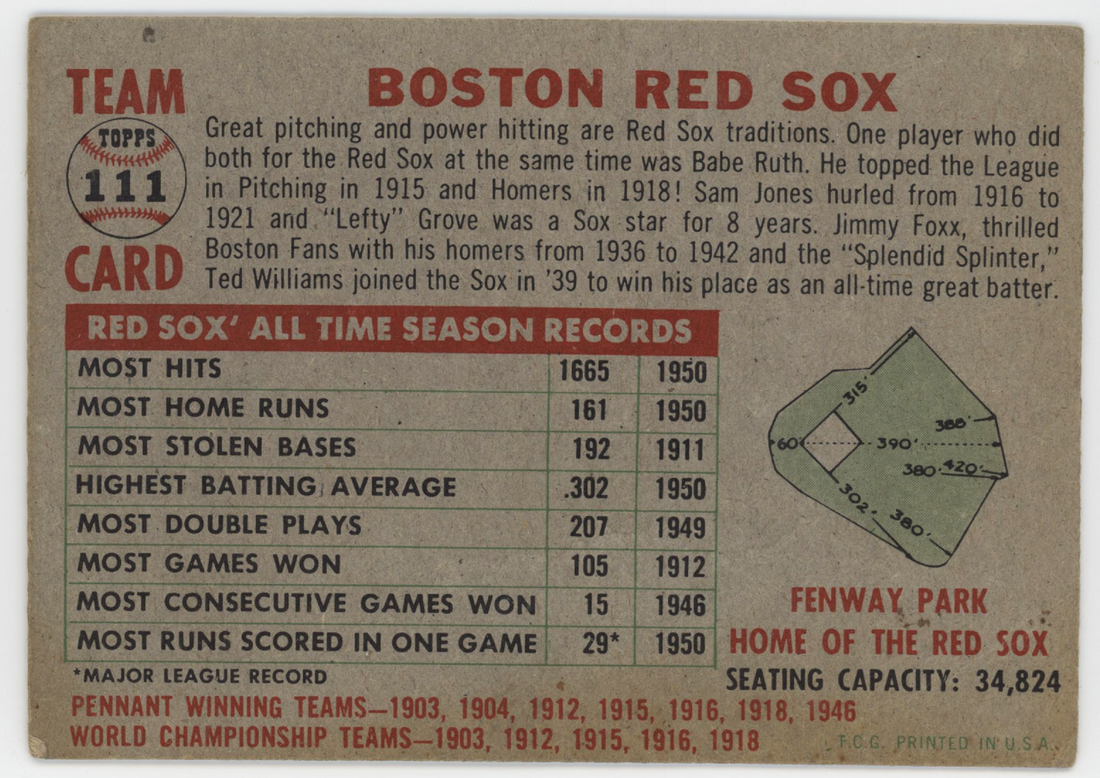 TEAM
TOPPS
111
CARD
BOSTON RED SOX
Great pitching and power hitting are Red Sox traditions. One player who did
both for the Red Sox at the same time was Babe Ruth. He topped the League
in Pitching in 1915 and Homers in 1918! Sam Jones hurled from 1916 to
1921 and "Lefty" Grove was a Sox star for 8 years. Jimmy Foxx, thrilled
Boston Fans with his homers from 1936 to 1942 and the "Splendid Splinter,"
Ted Williams joined the Sox in '39 to win his place as an all-time great batter.
RED SOX' ALL TIME SEASON RECORDS
MOST HITS 1665 1950
MOST HOME RUNS 161 1950
MOST STOLEN BASES 192 1911
HIGHEST BATTING AVERAGE .302 1950
MOST DOUBLE PLAYS 207 1949
MOST GAMES WON 105 1912
MOST CONSECUTIVE GAMES WON 15 1946
MOST RUNS SCORED IN ONE GAME 29* 1950
*MAJOR LEAGUE RECORD
315'
388'
60'
390'
380' 420'
302'
380'
FENWAY PARK
HOME OF THE RED SOX
SEATING CAPACITY: 34,824
PENNANT WINNING TEAMS—1903, 1904, 1912, 1915, 1916, 1918, 1946
WORLD CHAMPIONSHIP TEAMS—1903, 1912, 1915, 1916, 1918
T.C.G. PRINTED IN U.S.A.